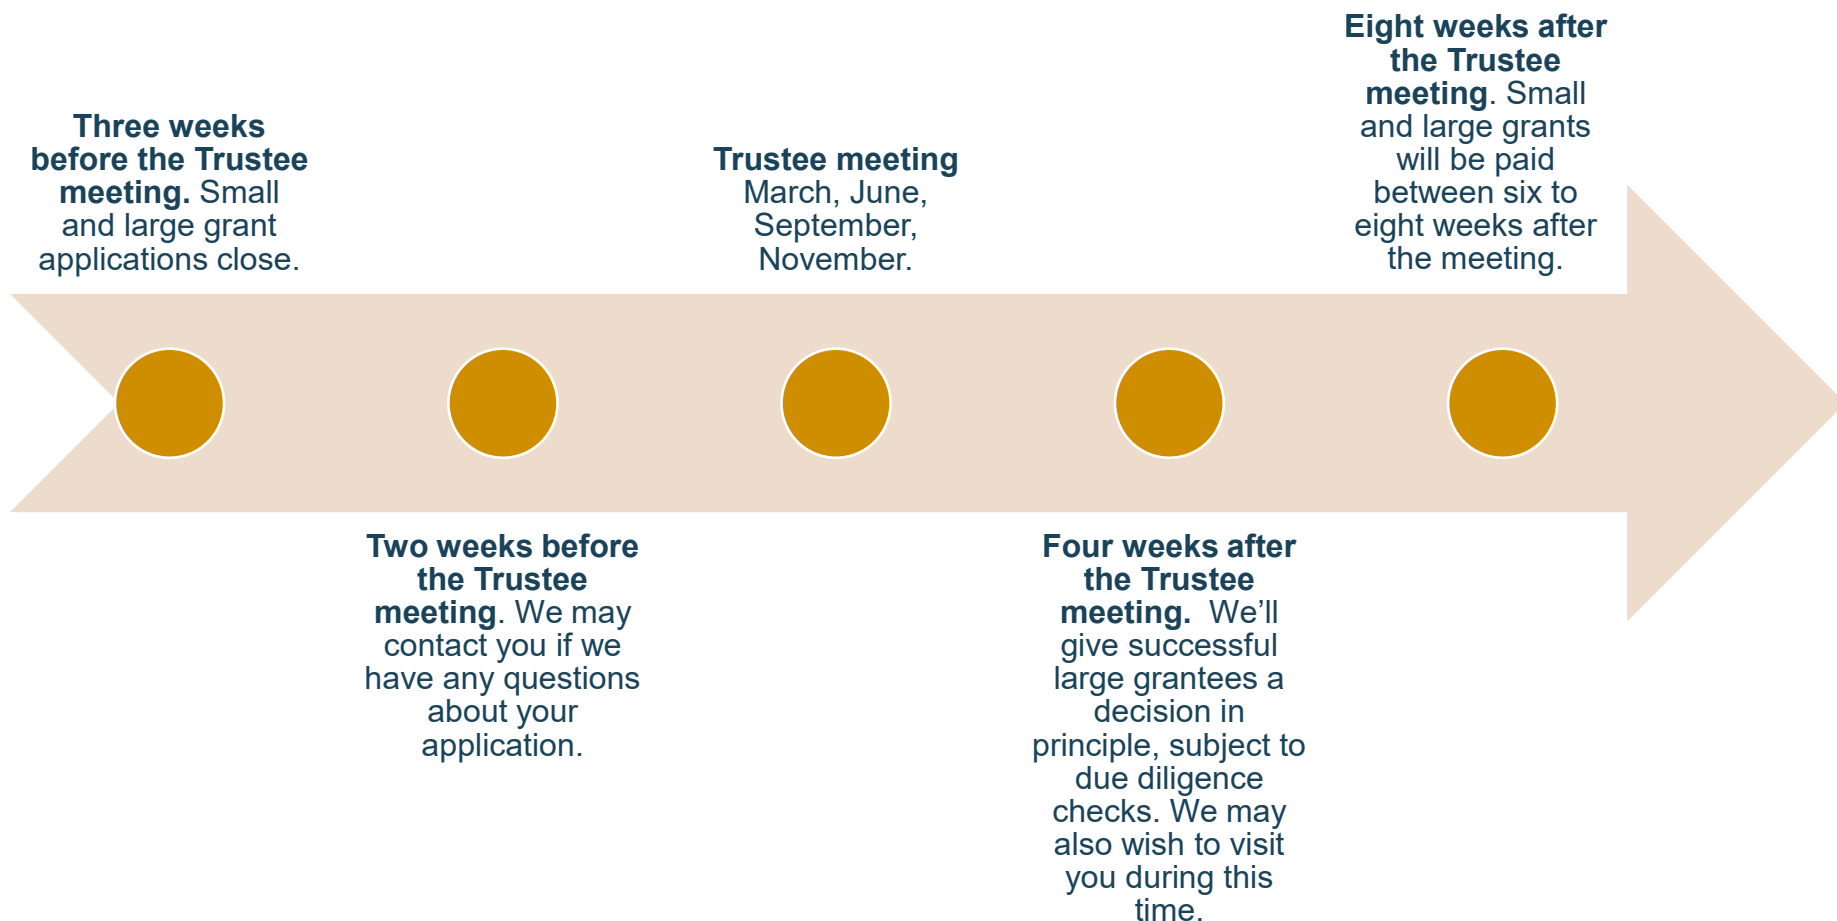 Three weeks
before the Trustee
meeting. Small
and large grant
applications close.
Two weeks before
the Trustee
meeting. We may
contact you if we
have any questions
about your
application.
Trustee meeting
March, June,
September,
November.
Four weeks after
the Trustee
meeting.  We’ll
give successful
large grantees a
decision in
principle, subject to
due diligence
checks. We may
also wish to visit
you during this
time.
Eight weeks after
the Trustee
meeting. Small
and large grants
will be paid
between six to
eight weeks after
the meeting.